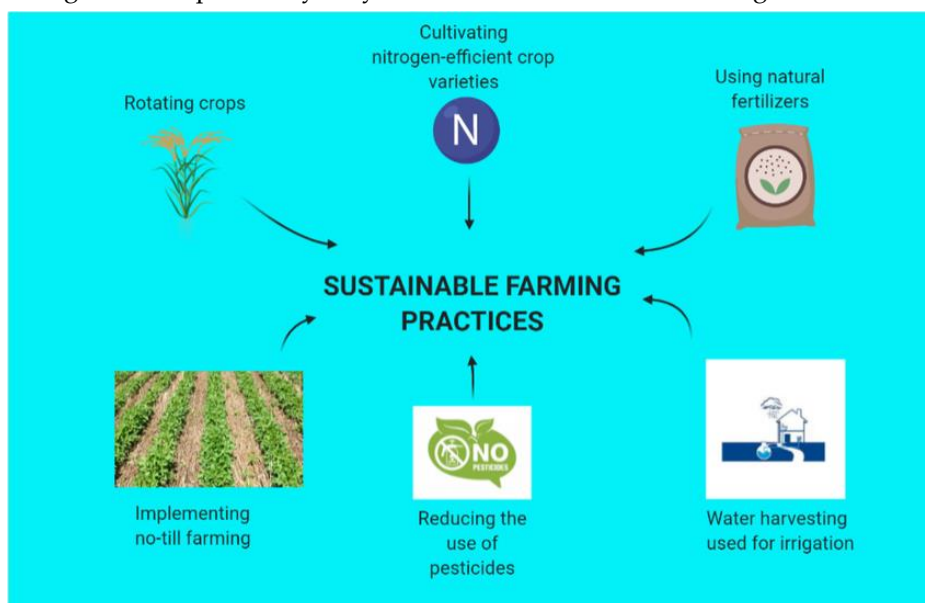 Rotating crops
Cultivating
nitrogen-efficient crop
varieties
N
Using natural
fertilizers
SUSTAINABLE FARMING
PRACTICES
Implementing
no-till farming
NO
PESTICIDES
Reducing the
use of
pesticides
Water harvesting
used for irrigation